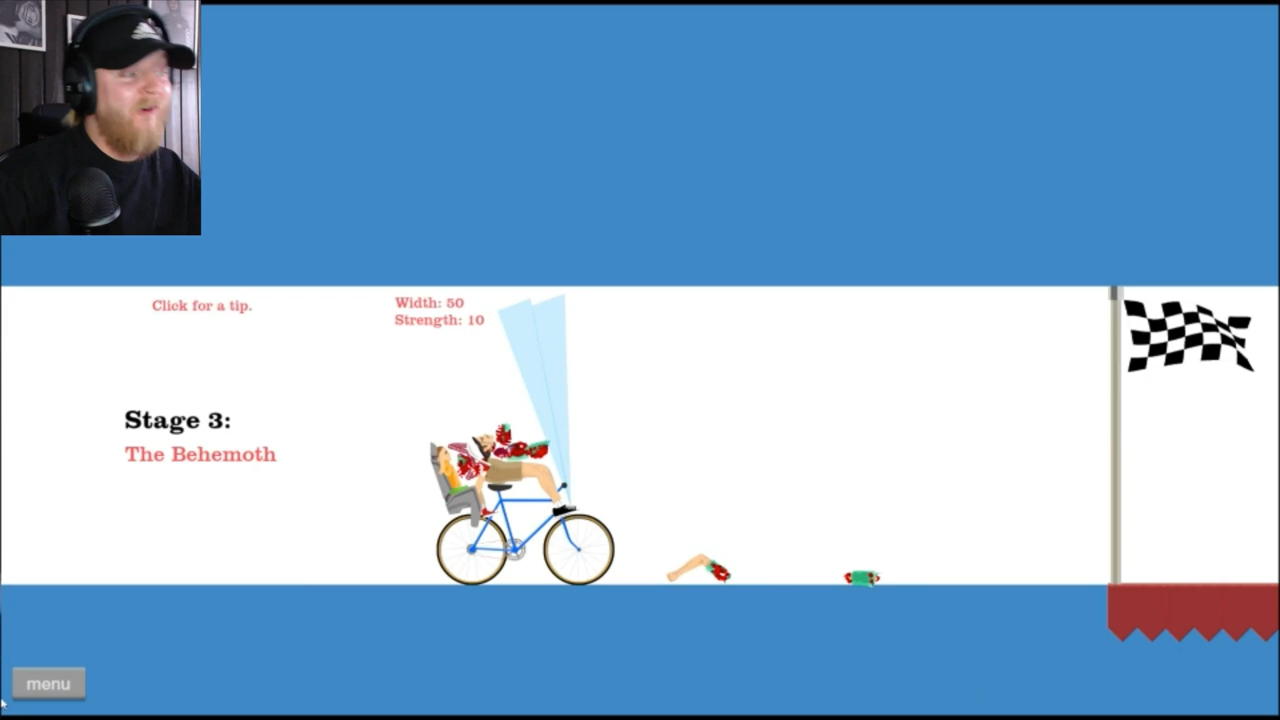 Click for a tip.
Width: 50
Strength: 10
Stage 3:
The Behemoth
menu